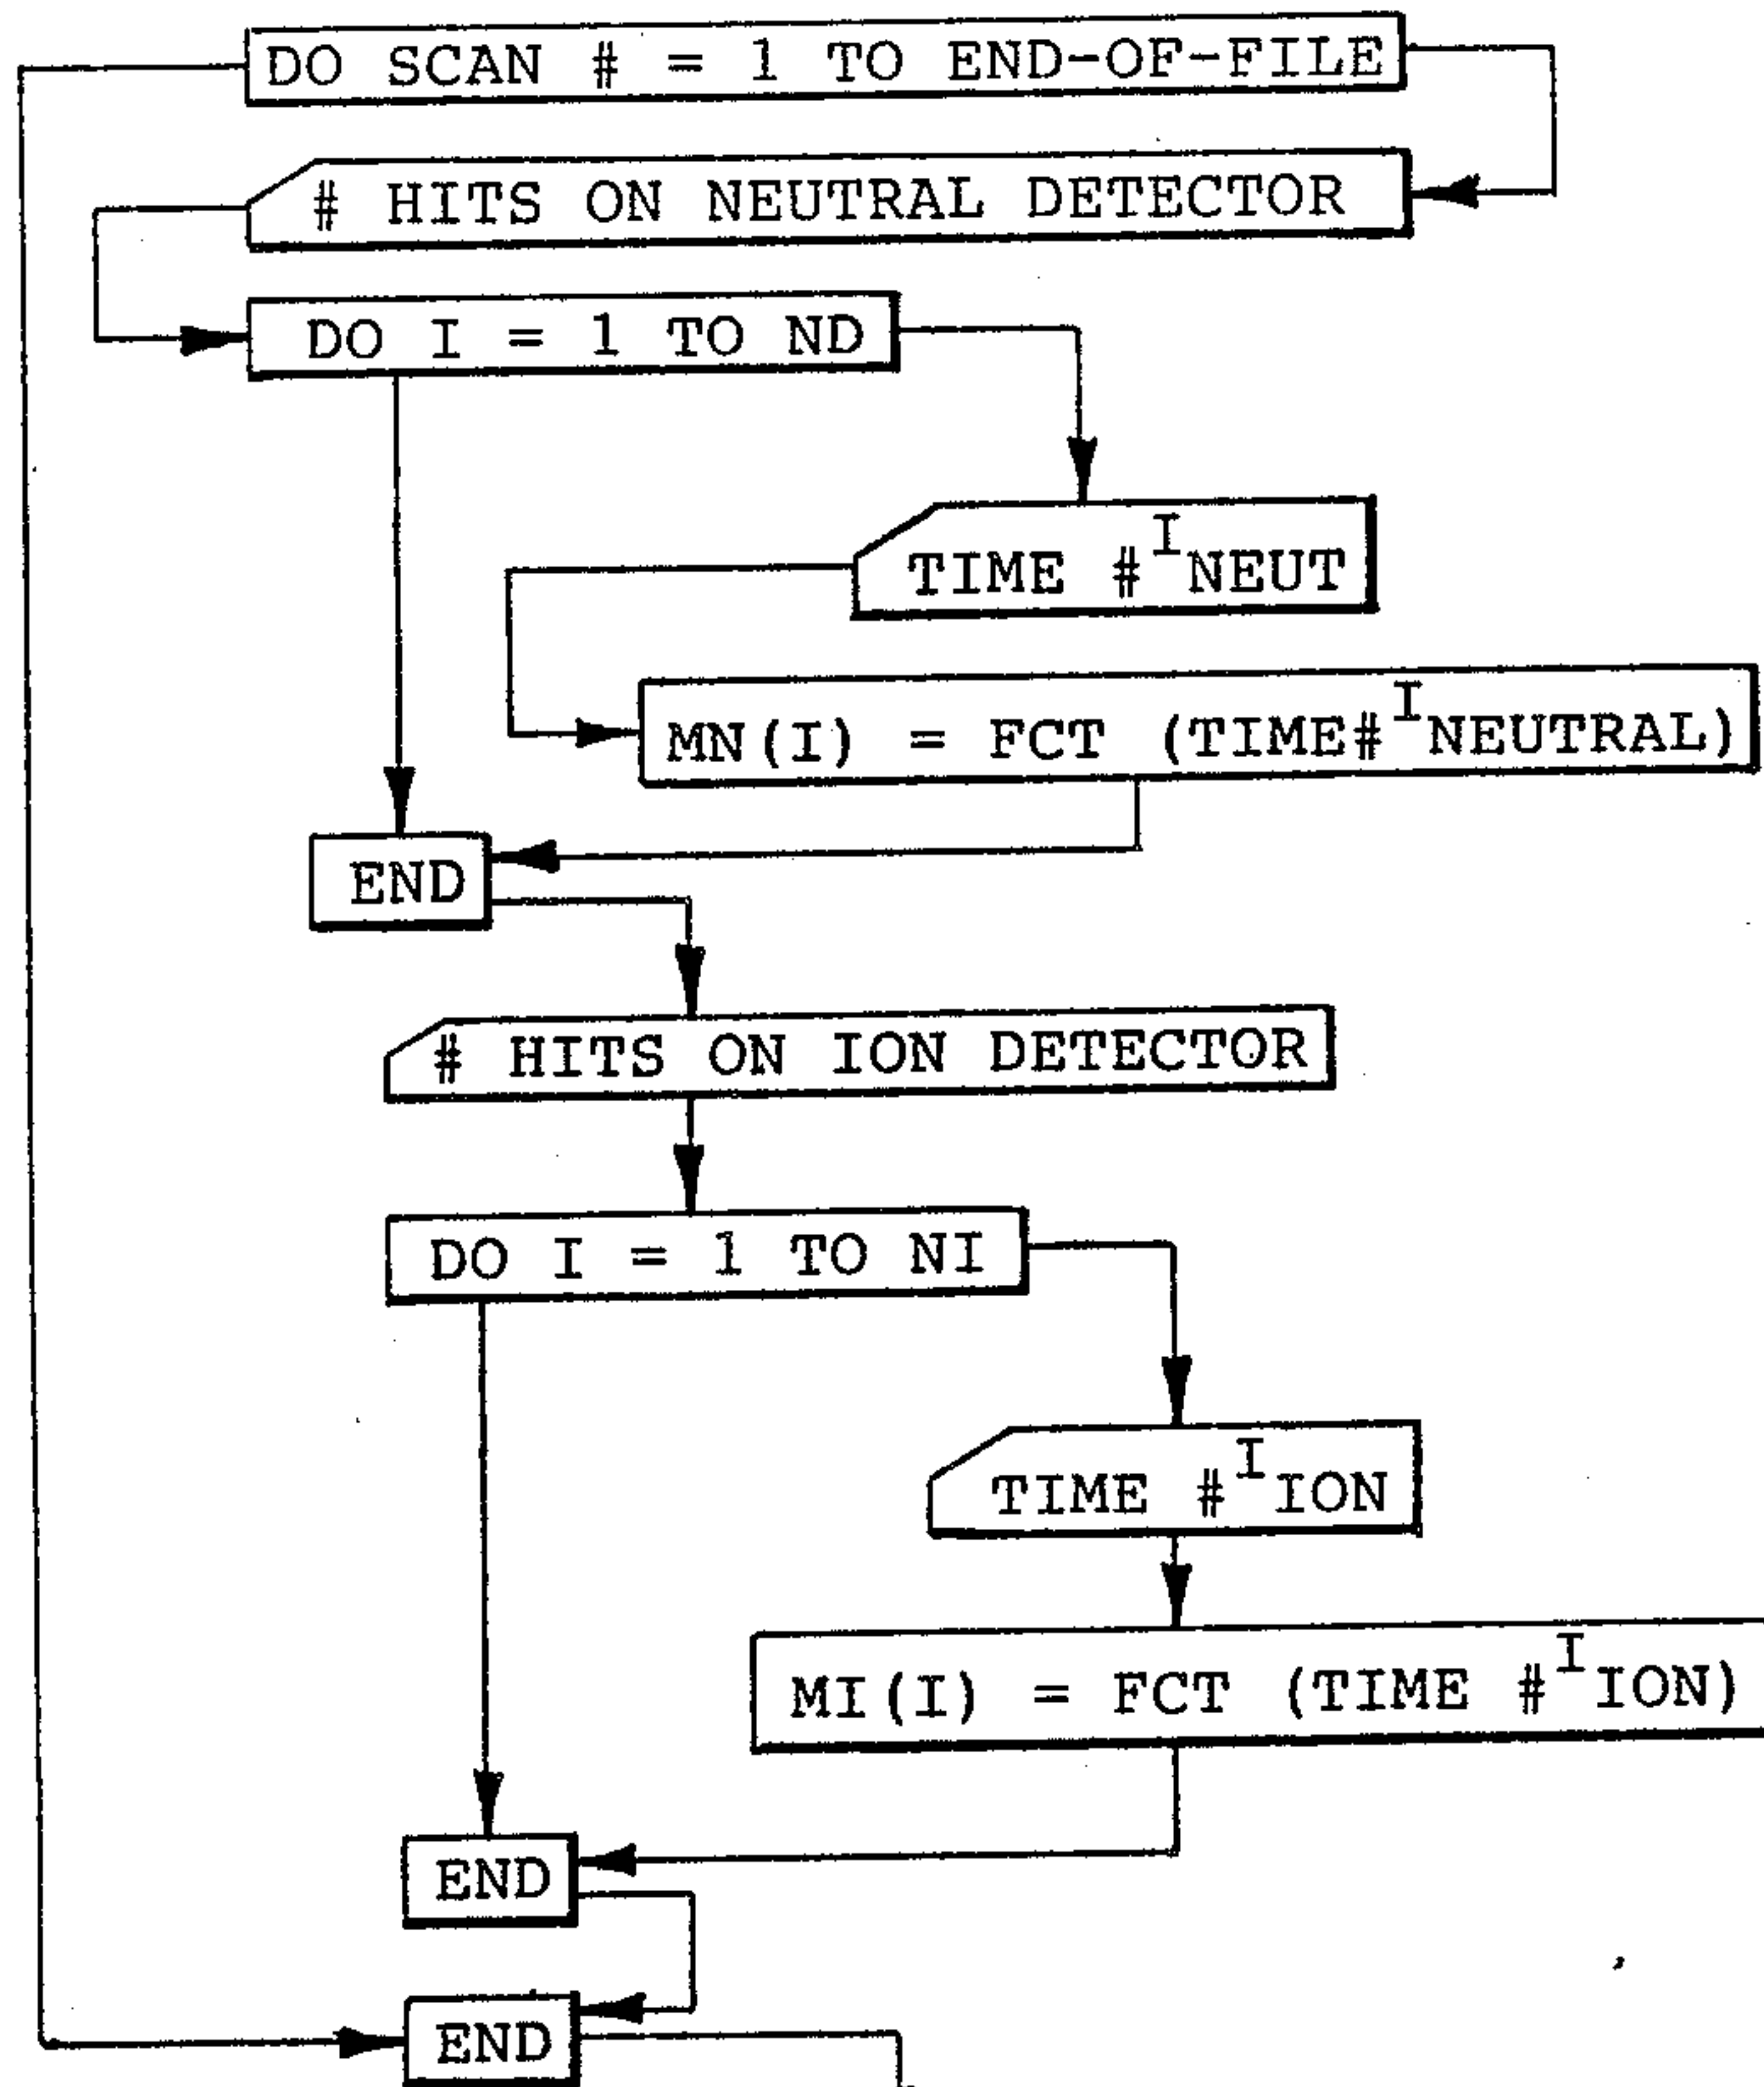 DO SCAN # = 1 TO END-OF-FILE
# HITS ON NEUTRAL DETECTOR
DO I = 1 TO ND
TIME #ᴵNEUT
MN(I) = FCT (TIME#ᴵNEUTRAL)
END
# HITS ON ION DETECTOR
DO I = 1 TO NI
TIME #ᴵION
MI(I) = FCT (TIME #ᴵION)
END
END